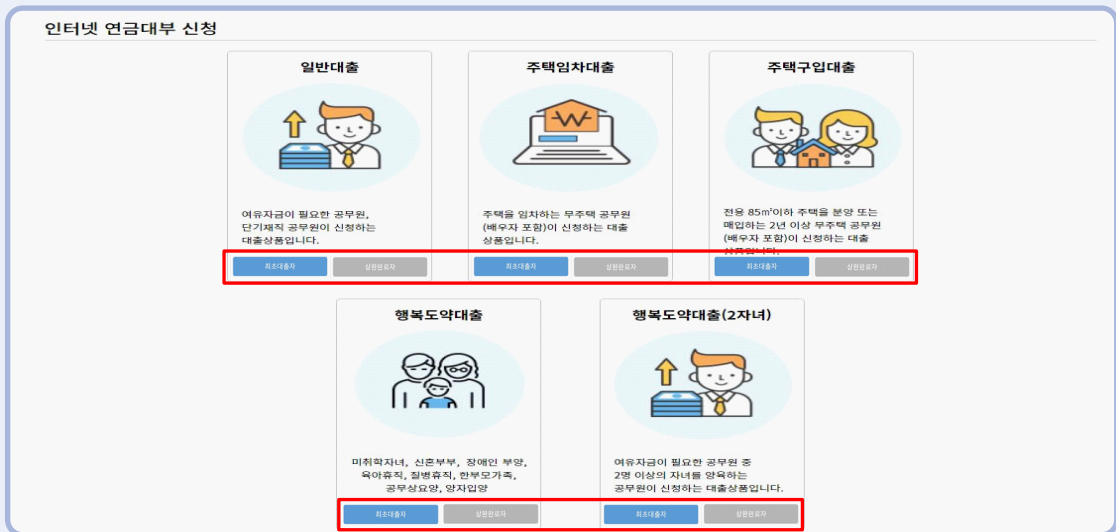 인터넷 연금대부 신청
일반대출
주택임차대출
주택구입대출
여유자금이 필요한 공무원,
단기재직 공무원이 신청하는
대출상품입니다.
주택을 임차하는 무주택 공무원
(배우자 포함)이 신청하는 대출
상품입니다.
전용 85㎡이하 주택을 분양 또는
매입하는 2년 이상 무주택 공무원
(배우자 포함)이 신청하는 대출
상품입니다.
최초대출자
상환완료자
최초대출자
상환완료자
최초대출자
상환완료자
행복도약대출
행복도약대출(2자녀)
미취학자녀, 신혼부부, 장애인 부양,
육아휴직, 질병휴직, 한부모가족,
공무상요양, 양자입양
여유자금이 필요한 공무원 중
2명 이상의 자녀를 양육하는
공무원이 신청하는 대출상품입니다.
최초대출자
상환완료자
최초대출자
상환완료자